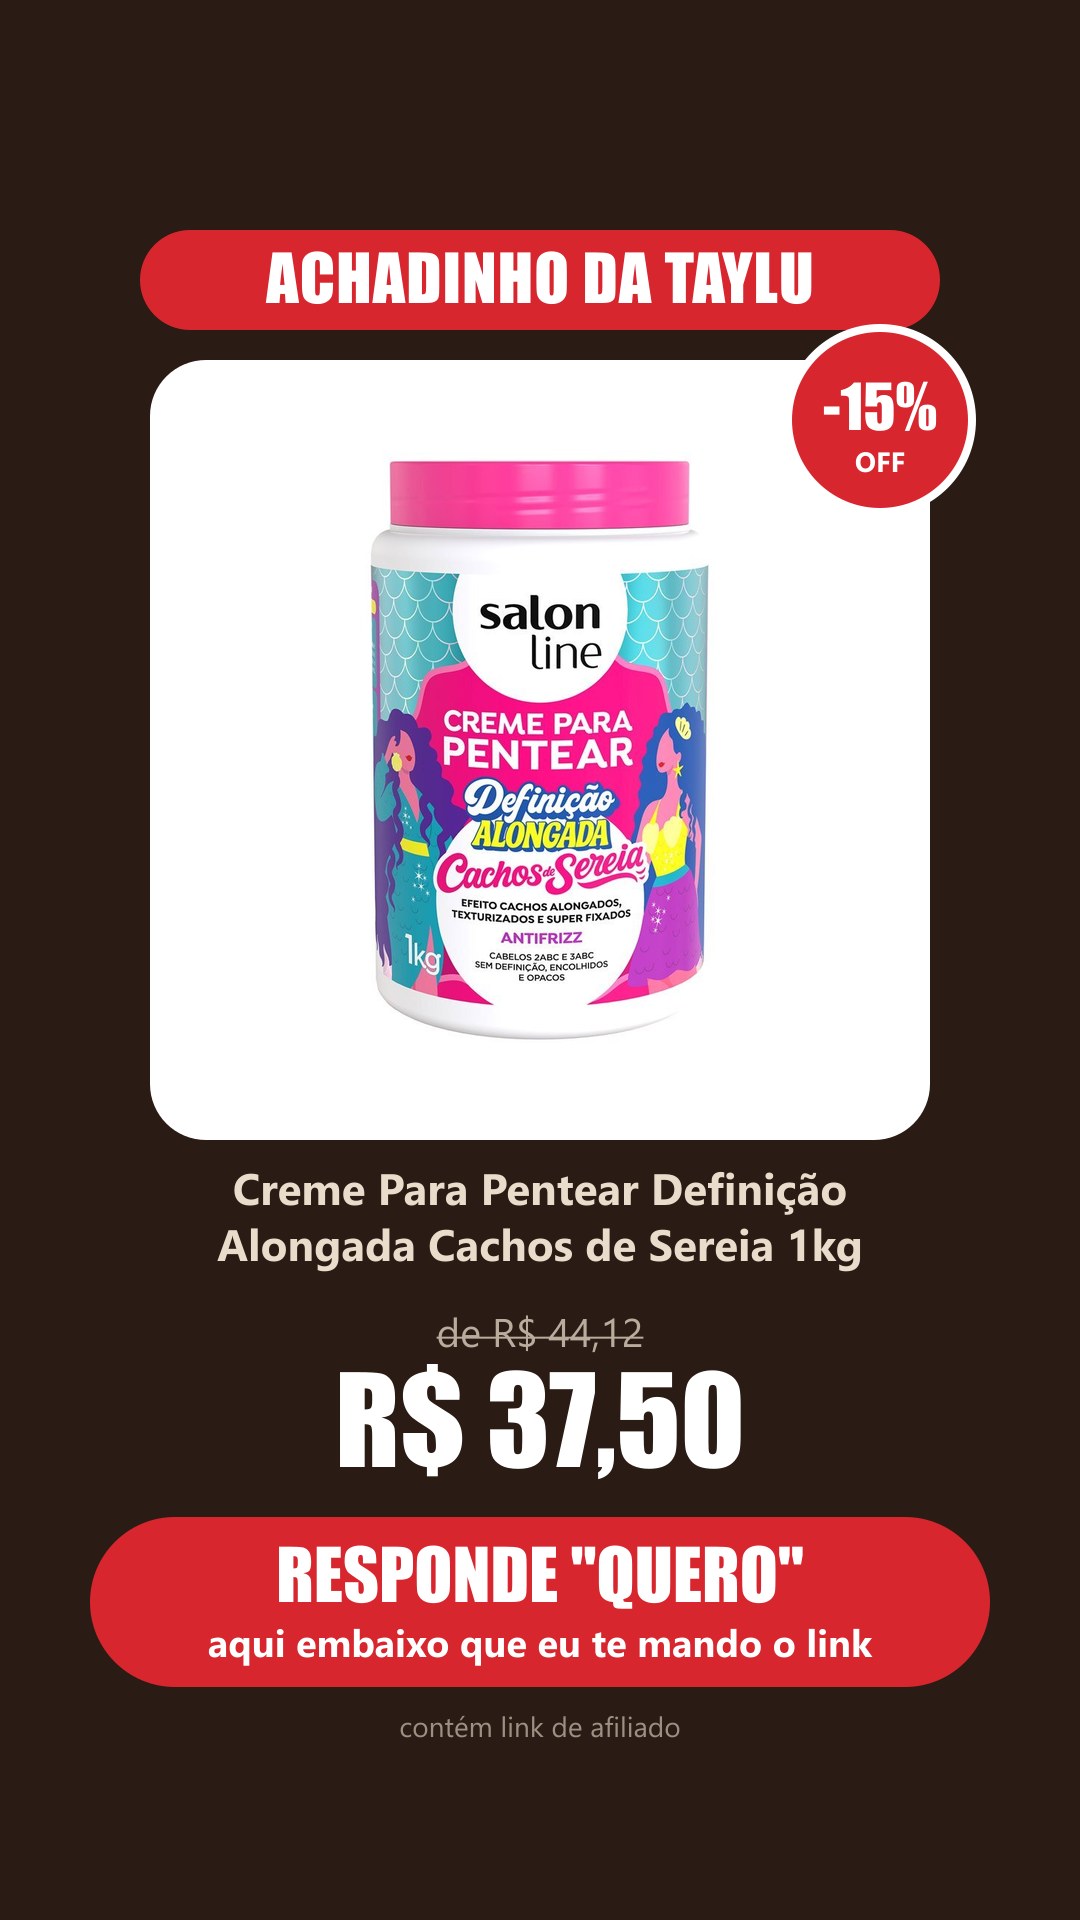 ACHADINHO DA TAYLU
-15%
OFF
salon
line
CREME PARA
PENTEAR
Definição
ALONGADA
Cachos de Sereia
EFEITO CACHOS ALONGADOS,
TEXTURIZADOS E SUPER FIXADOS
ANTIFRIZZ
1kg
CABELOS 2ABC E 3ABC
SEM DEFINIÇÃO, ENCOLHIDOS
E OPACOS
Creme Para Pentear Definição
Alongada Cachos de Sereia 1kg
de R$ 44,12
R$ 37,50
RESPONDE "QUERO"
aqui embaixo que eu te mando o link
contém link de afiliado